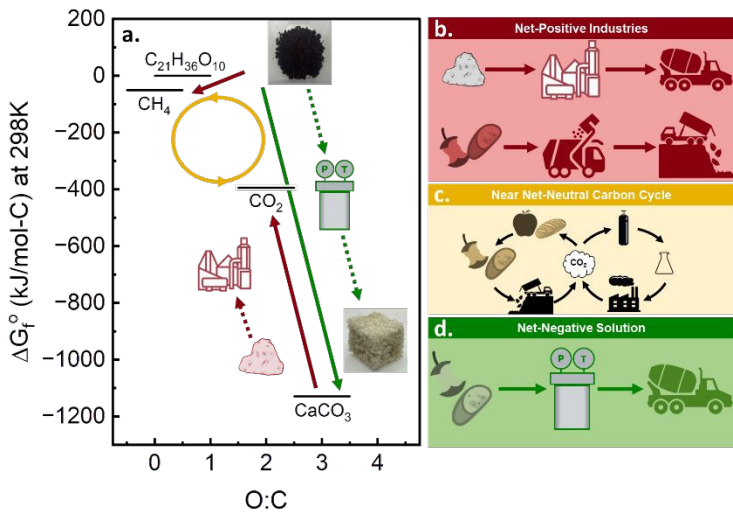 a.
200
0
−200
−400
−600
−800
−1000
−1200
ΔG_f° (kJ/mol-C) at 298K
C₂₁H₃₆O₁₀
CH₄
CO₂
CaCO₃
P T
0 1 2 3 4
O:C
b. Net-Positive Industries
c. Near Net-Neutral Carbon Cycle
CO₂
d. Net-Negative Solution
P T